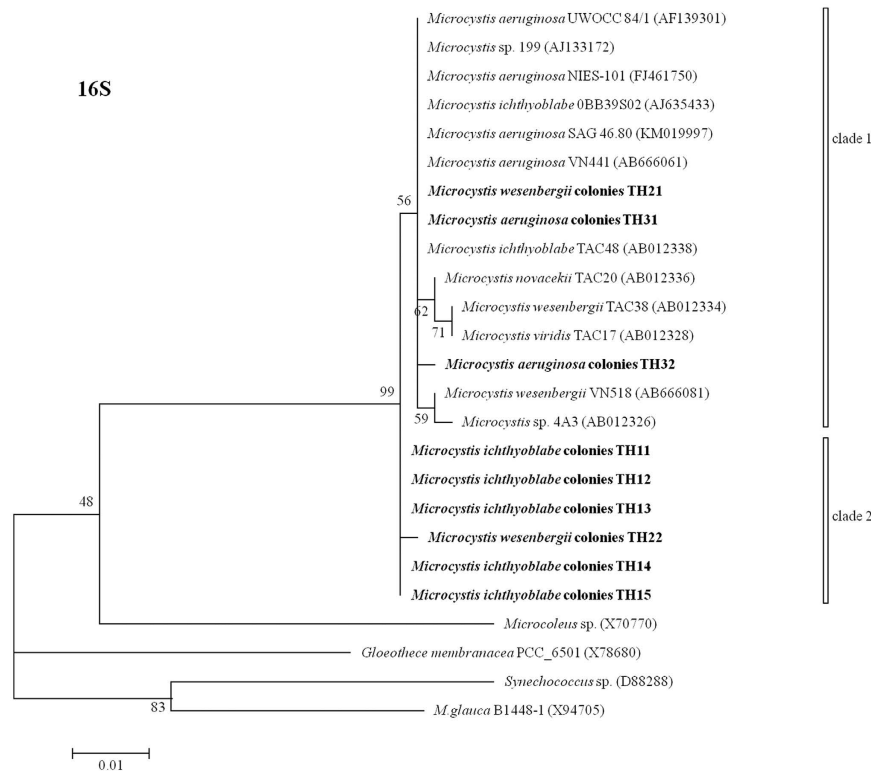 Microcystis aeruginosa UWOCC 84/1 (AF139301)
Microcystis sp. 199 (AJ133172)
16S
Microcystis aeruginosa NIES-101 (FJ461750)
Microcystis ichthyoblabe 0BB39S02 (AJ635433)
Microcystis aeruginosa SAG 46.80 (KM019997)
clade 1
Microcystis aeruginosa VN441 (AB666061)
Microcystis wesenbergii colonies TH21
56
Microcystis aeruginosa colonies TH31
Microcystis ichthyoblabe TAC48 (AB012338)
Microcystis novacekii TAC20 (AB012336)
62
Microcystis wesenbergii TAC38 (AB012334)
71
Microcystis viridis TAC17 (AB012328)
Microcystis aeruginosa colonies TH32
99
Microcystis wesenbergii VN518 (AB666081)
59
Microcystis sp. 4A3 (AB012326)
Microcystis ichthyoblabe colonies TH11
Microcystis ichthyoblabe colonies TH12
48
Microcystis ichthyoblabe colonies TH13
clade 2
Microcystis wesenbergii colonies TH22
Microcystis ichthyoblabe colonies TH14
Microcystis ichthyoblabe colonies TH15
Microcoleus sp. (X70770)
Gloeothece membranacea PCC_6501 (X78680)
Synechococcus sp. (D88288)
83
M.glauca B1448-1 (X94705)
0.01